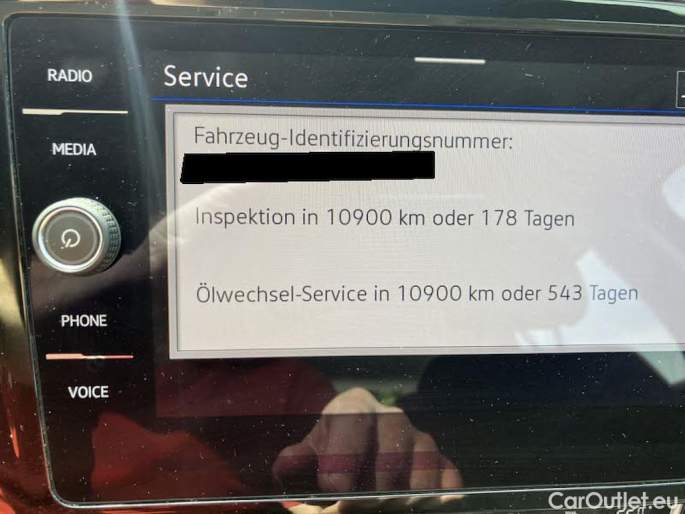 RADIO
Service
MEDIA
Fahrzeug-Identifizierungsnummer:
Inspektion in 10900 km oder 178 Tagen
Ölwechsel-Service in 10900 km oder 543 Tagen
PHONE
VOICE
CarOutlet.eu